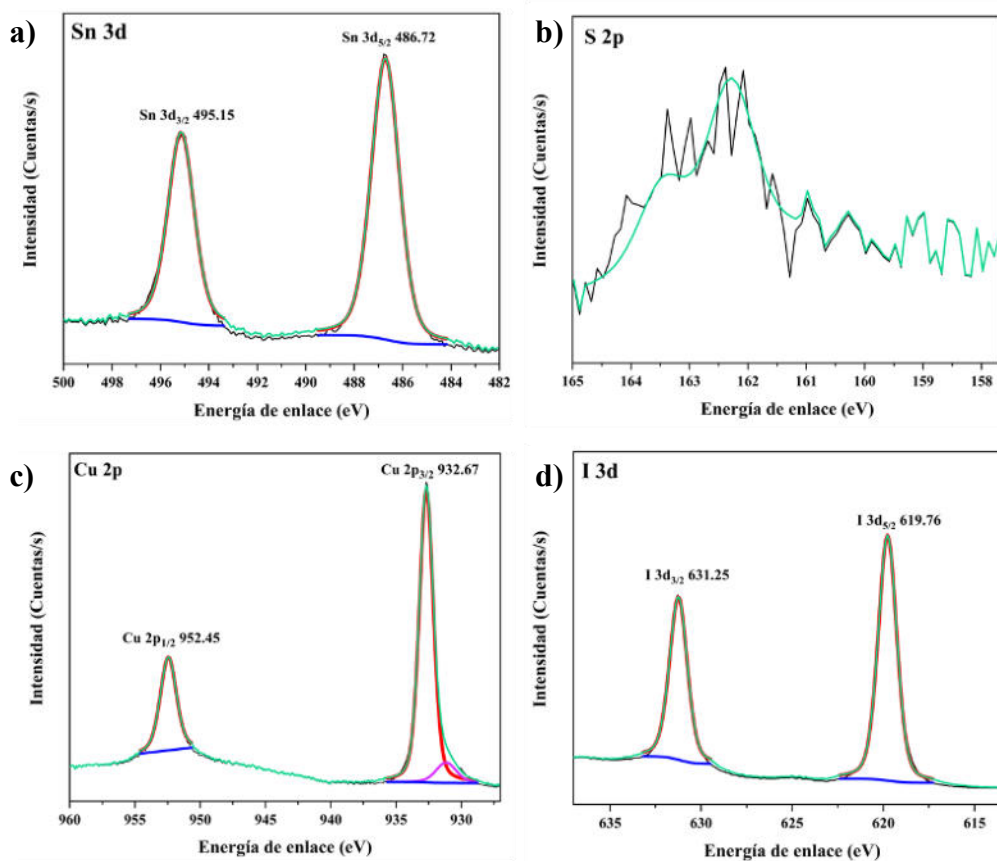 a)
Sn 3d
Sn 3d5/2 486.72
Sn 3d3/2 495.15
Intensidad (Cuentas/s)
500 498 496 494 492 490 488 486 484 482
Energía de enlace (eV)
b)
S 2p
Intensidad (Cuentas/s)
165 164 163 162 161 160 159 158
Energía de enlace (eV)
c)
Cu 2p
Cu 2p3/2 932.67
Cu 2p1/2 952.45
Intensidad (Cuentas/s)
960 955 950 945 940 935 930
Energía de enlace (eV)
d)
I 3d
I 3d5/2 619.76
I 3d3/2 631.25
Intensidad (Cuentas/s)
635 630 625 620 615
Energía de enlace (eV)